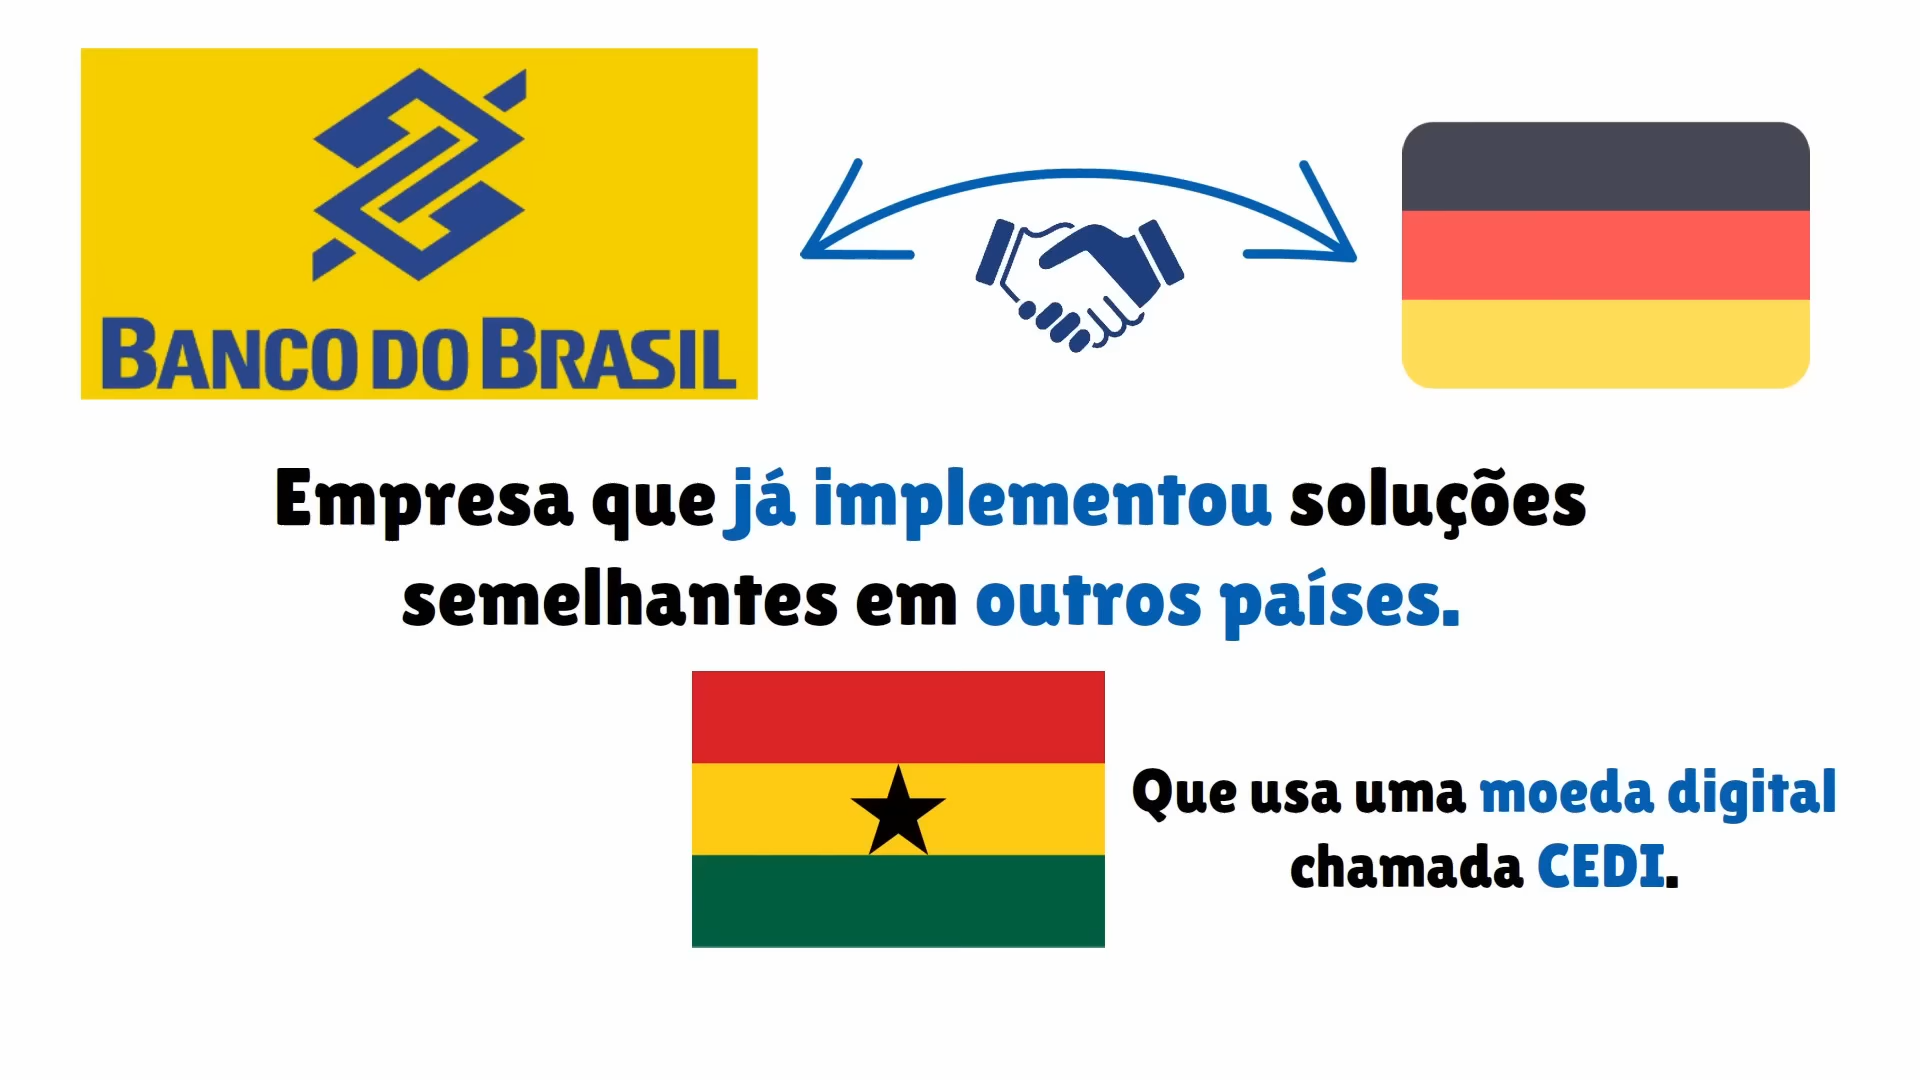 BANCO DO BRASIL
Empresa que já implementou soluções
semelhantes em outros países.
Que usa uma moeda digital
chamada CEDI.